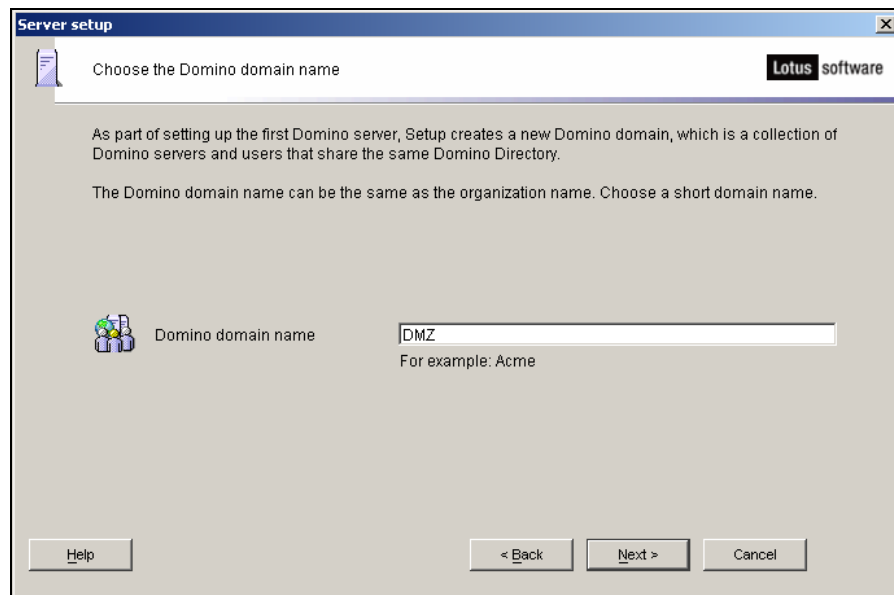 Server setup
Choose the Domino domain name
Lotus software
As part of setting up the first Domino server, Setup creates a new Domino domain, which is a collection of
Domino servers and users that share the same Domino Directory.
The Domino domain name can be the same as the organization name. Choose a short domain name.
Domino domain name
DMZ
For example: Acme
Help
< Back
Next >
Cancel